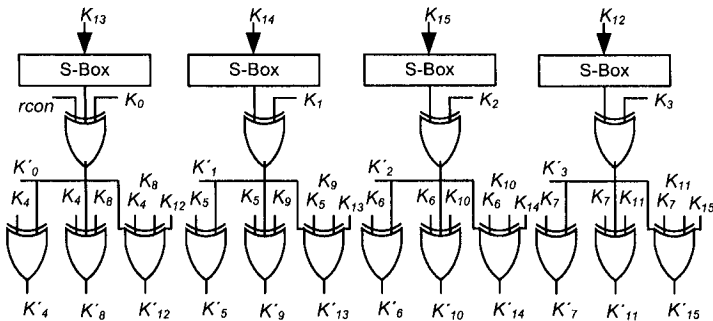 K13 K14 K15 K12
S-Box S-Box S-Box S-Box
rcon K0 K1 K2 K3
K´0 K´1 K´2 K´3
K8 K9 K10 K11
K4 K4 K8 K4 K12 K5 K5 K9 K5 K13 K6 K6 K10 K6 K14 K7 K7 K11 K7 K15
K´4 K´8 K´12 K´5 K´9 K´13 K´6 K´10 K´14 K´7 K´11 K´15